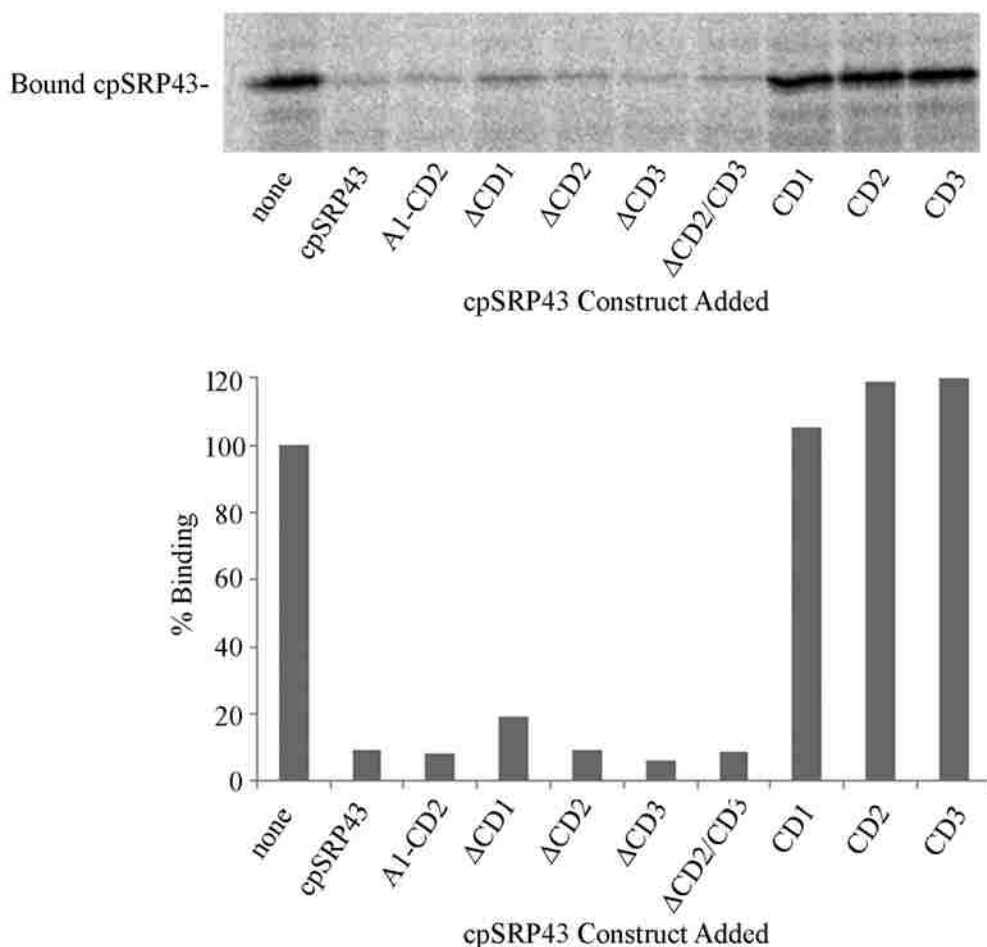 Bound cpSRP43-
none
cpSRP43
A1-CD2
ΔCD1
ΔCD2
ΔCD3
ΔCD2/CD3
CD1
CD2
CD3
cpSRP43 Construct Added
120
100
80
60
40
20
0
% Binding
none
cpSRP43
A1-CD2
ΔCD1
ΔCD2
ΔCD3
ΔCD2/CD3
CD1
CD2
CD3
cpSRP43 Construct Added